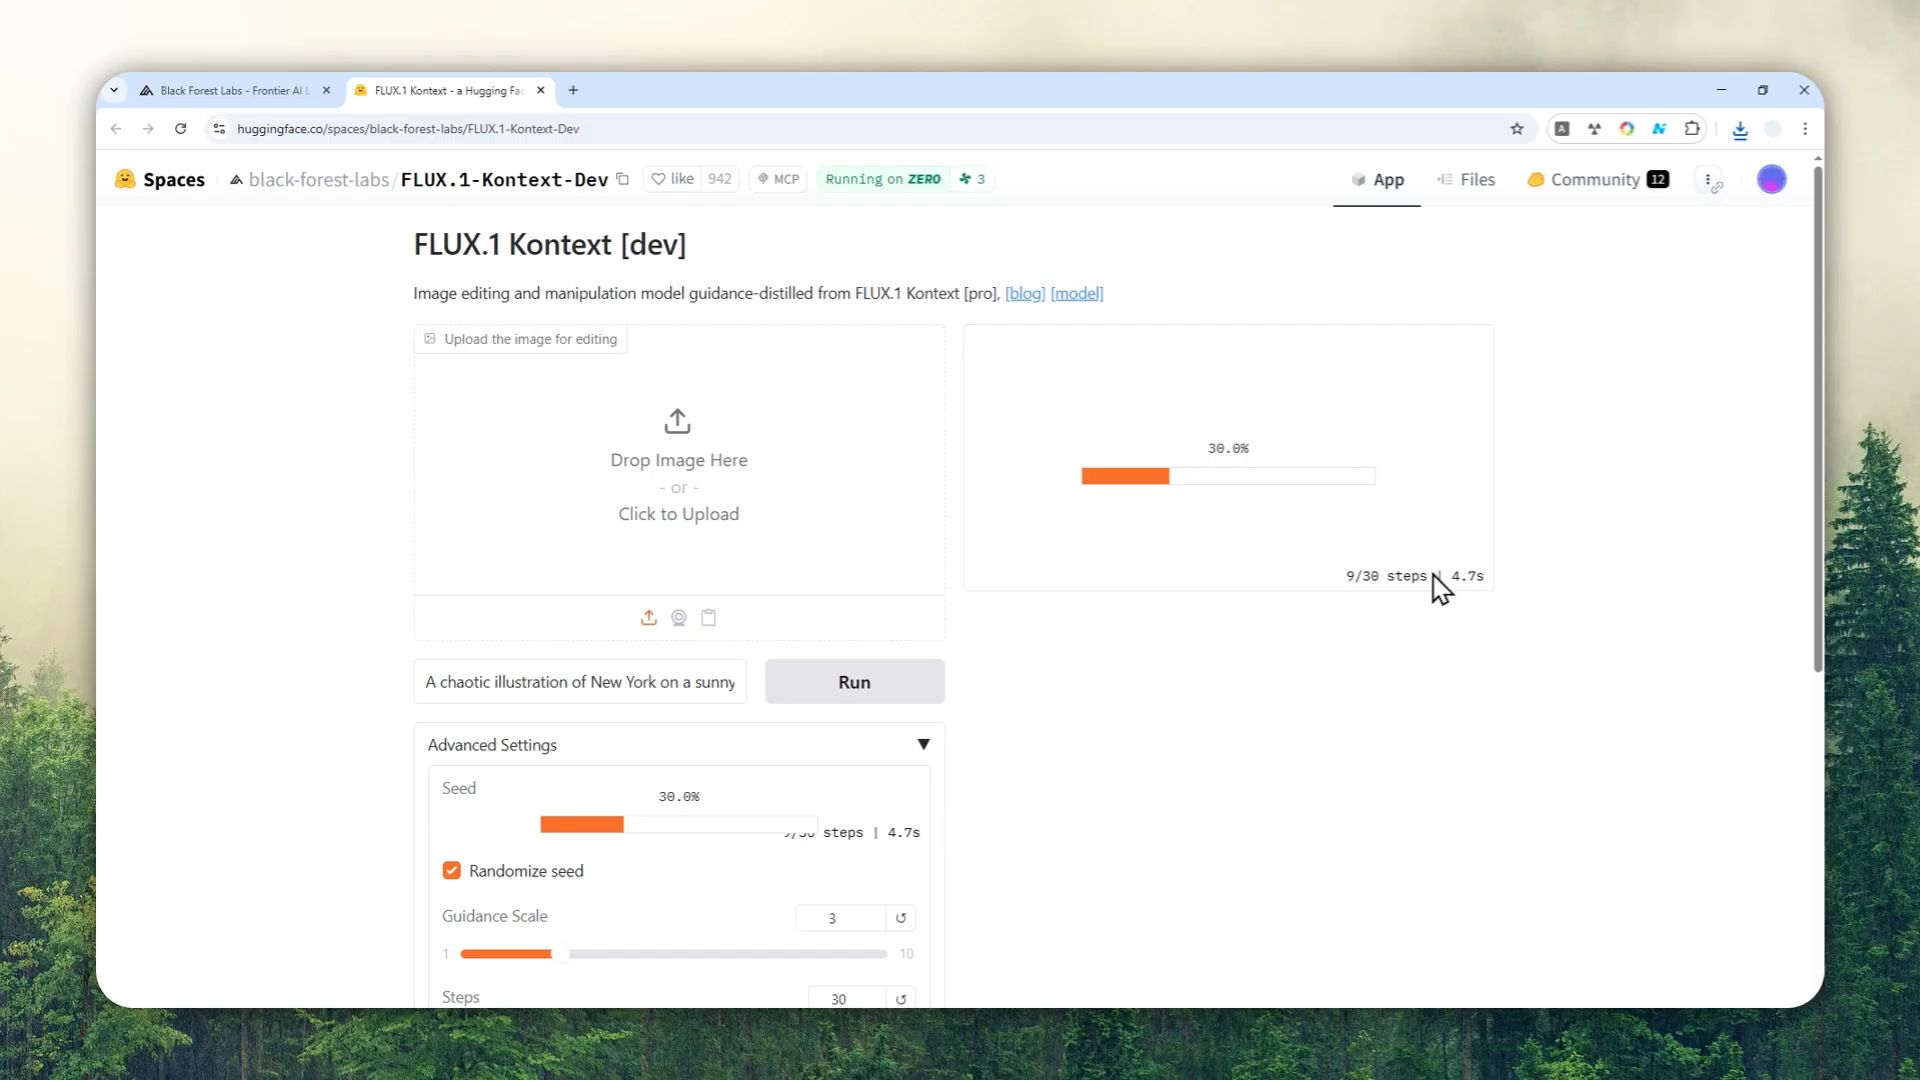 Black Forest Labs - Frontier AI L
FLUX.1 Kontext - a Hugging Fac
huggingface.co/spaces/black-forest-labs/FLUX.1-Kontext-Dev
Spaces black-forest-labs/FLUX.1-Kontext-Dev like 942 MCP Running on ZERO 3 App Files Community 12
FLUX.1 Kontext [dev]
Image editing and manipulation model guidance-distilled from FLUX.1 Kontext [pro], [blog] [model]
Upload the image for editing
Drop Image Here
- or -
Click to Upload
30.0%
9/30 steps | 4.7s
A chaotic illustration of New York on a sunny
Run
Advanced Settings
Seed
30.0%
9/30 steps | 4.7s
Randomize seed
Guidance Scale 3
1 10
Steps 30